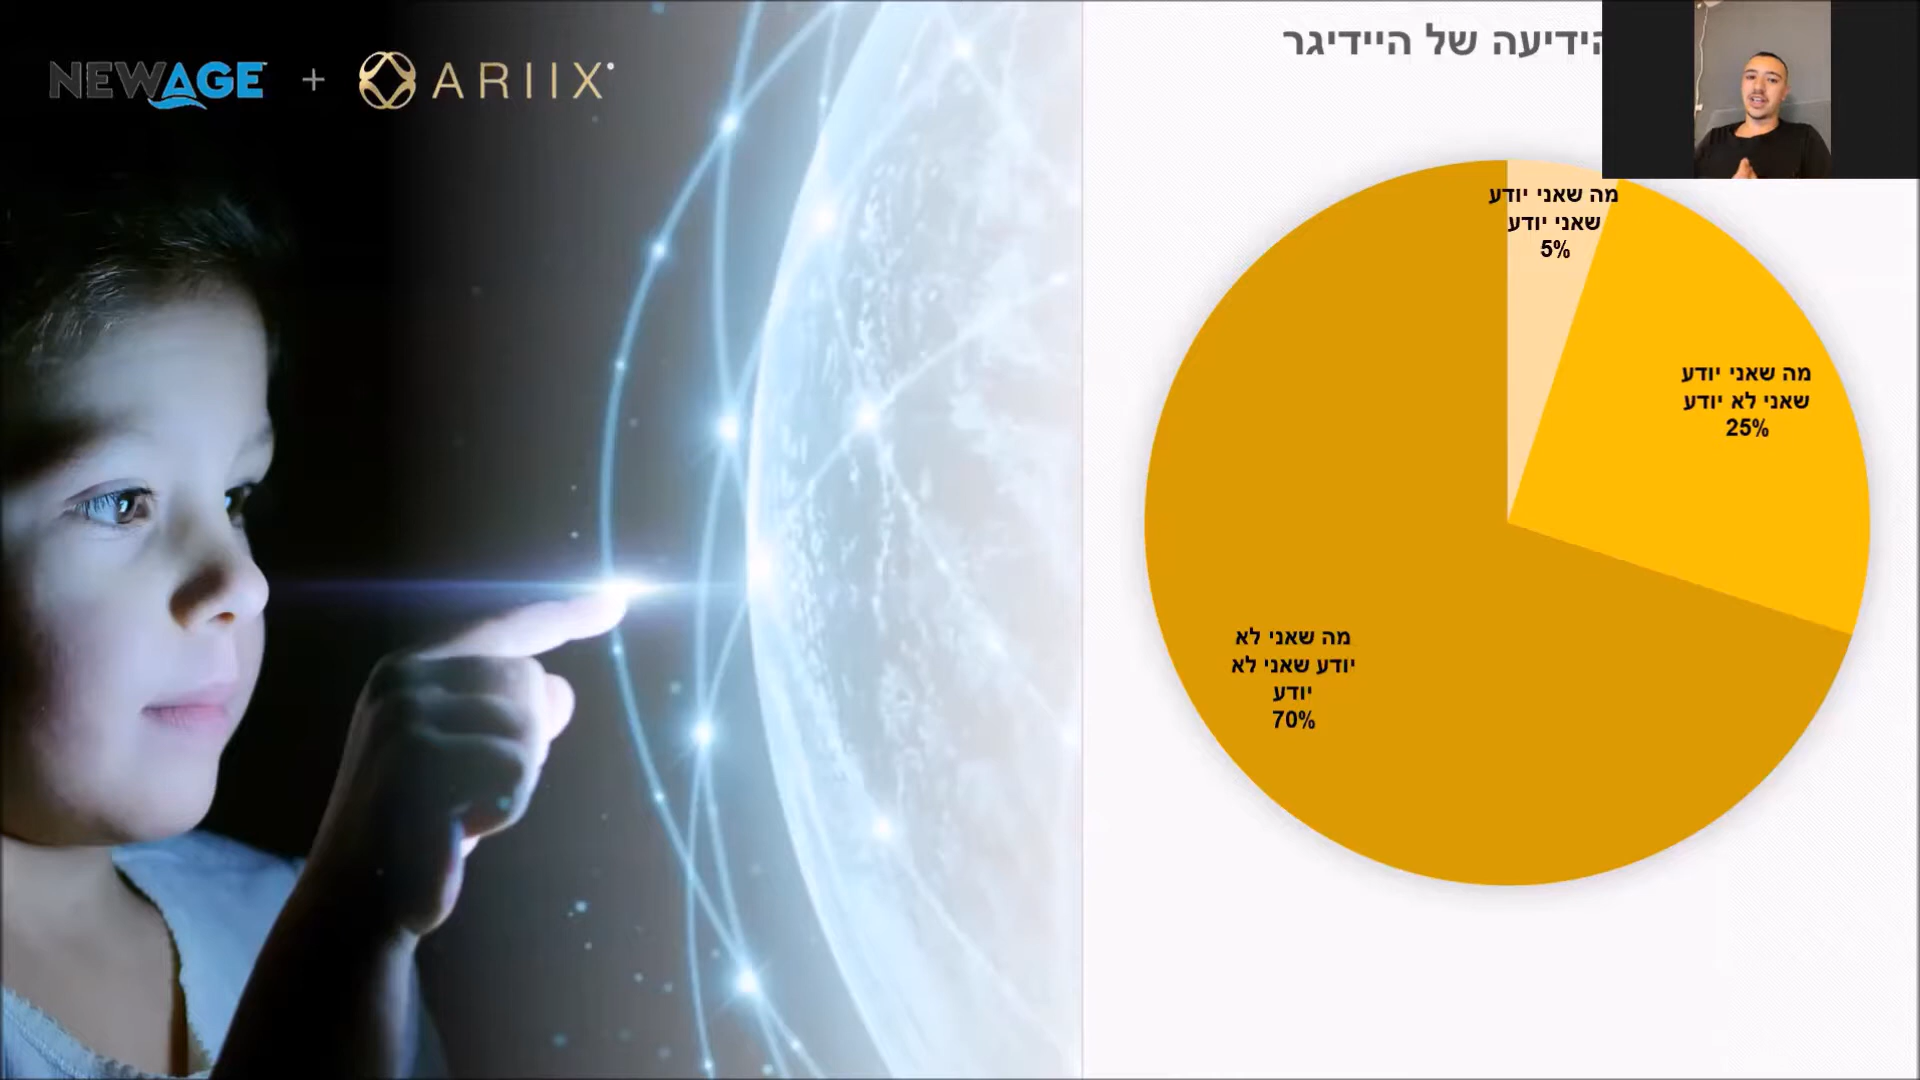 NEWAGE + ARIIX
של היידיגר
מה שאני יודע
שאני יודע
5%
מה שאני יודע
שאני לא יודע
25%
מה שאני לא
יודע שאני לא
יודע
70%